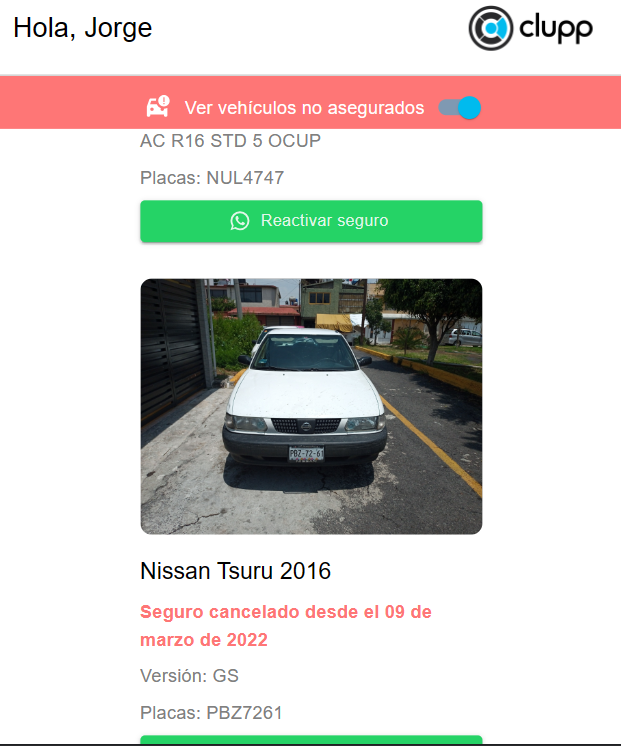 Hola, Jorge
clupp
Ver vehículos no asegurados
AC R16 STD 5 OCUP
Placas: NUL4747
Reactivar seguro
PBZ-72-61
Nissan Tsuru 2016
Seguro cancelado desde el 09 de
marzo de 2022
Versión: GS
Placas: PBZ7261